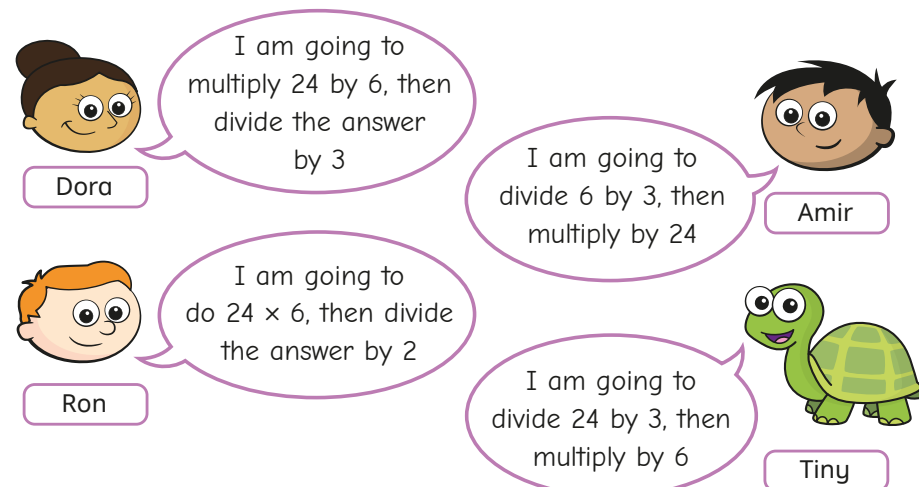 I am going to
multiply 24 by 6, then
divide the answer
by 3
Dora
I am going to
divide 6 by 3, then
multiply by 24
Amir
I am going to
do 24 × 6, then divide
the answer by 2
Ron
I am going to
divide 24 by 3, then
multiply by 6
Tiny